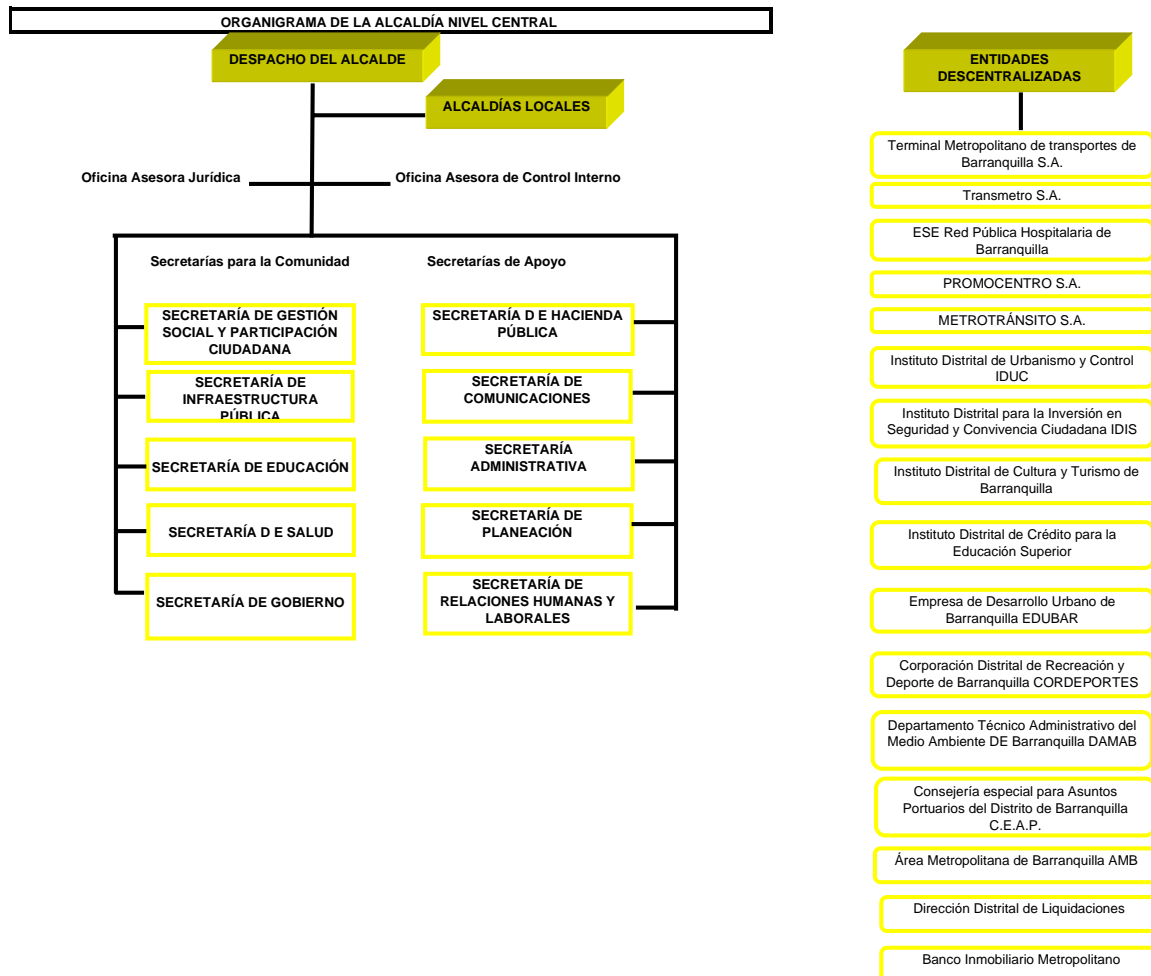 ORGANIGRAMA DE LA ALCALDÍA NIVEL CENTRAL
DESPACHO DEL ALCALDE
ALCALDÍAS LOCALES
Oficina Asesora Jurídica
Oficina Asesora de Control Interno
Secretarías para la Comunidad
SECRETARÍA DE GESTIÓN
SOCIAL Y PARTICIPACIÓN
CIUDADANA
SECRETARÍA DE
INFRAESTRUCTURA
PÚBLICA
SECRETARÍA DE EDUCACIÓN
SECRETARÍA D E SALUD
SECRETARÍA DE GOBIERNO
Secretarías de Apoyo
SECRETARÍA D E HACIENDA
PÚBLICA
SECRETARÍA DE
COMUNICACIONES
SECRETARÍA
ADMINISTRATIVA
SECRETARÍA DE
PLANEACIÓN
SECRETARÍA DE
RELACIONES HUMANAS Y
LABORALES
ENTIDADES
DESCENTRALIZADAS
Terminal Metropolitano de transportes de
Barranquilla S.A.
Transmetro S.A.
ESE Red Pública Hospitalaria de
Barranquilla
PROMOCENTRO S.A.
METROTRÁNSITO S.A.
Instituto Distrital de Urbanismo y Control
IDUC
Instituto Distrital para la Inversión en
Seguridad y Convivencia Ciudadana IDIS
Instituto Distrital de Cultura y Turismo de
Barranquilla
Instituto Distrital de Crédito para la
Educación Superior
Empresa de Desarrollo Urbano de
Barranquilla EDUBAR
Corporación Distrital de Recreación y
Deporte de Barranquilla CORDEPORTES
Departamento Técnico Administrativo del
Medio Ambiente DE Barranquilla DAMAB
Consejería especial para Asuntos
Portuarios del Distrito de Barranquilla
C.E.A.P.
Área Metropolitana de Barranquilla AMB
Dirección Distrital de Liquidaciones
Banco Inmobiliario Metropolitano